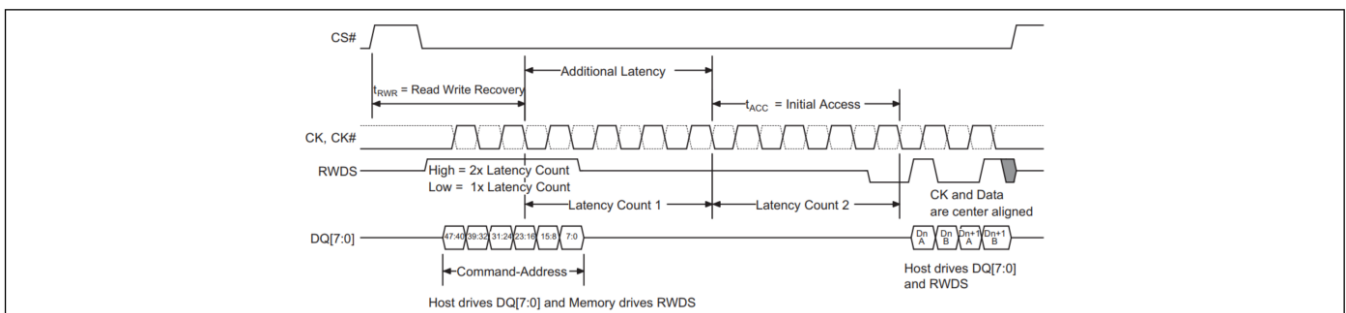 CS#
Additional Latency
tRWR = Read Write Recovery
tACC = Initial Access
CK, CK#
RWDS
High = 2x Latency Count
Low = 1x Latency Count
CK and Data
are center aligned
Latency Count 1
Latency Count 2
DQ[7:0]
47:40 39:32 31:24 23:16 15:8 7:0
Dn
A
Dn
B
Dn+1
A
Dn+1
B
Command-Address
Host drives DQ[7:0]
and RWDS
Host drives DQ[7:0] and Memory drives RWDS